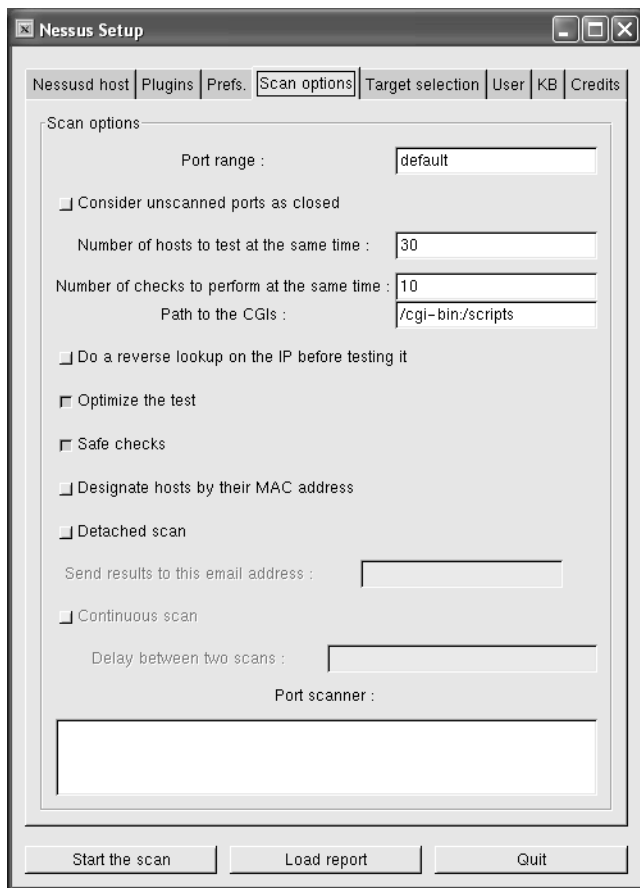 Nessus Setup
Nessusd host Plugins Prefs. Scan options Target selection User KB Credits
Scan options
Port range : default
Consider unscanned ports as closed
Number of hosts to test at the same time : 30
Number of checks to perform at the same time : 10
Path to the CGIs : /cgi-bin:/scripts
Do a reverse lookup on the IP before testing it
Optimize the test
Safe checks
Designate hosts by their MAC address
Detached scan
Send results to this email address :
Continuous scan
Delay between two scans :
Port scanner :
Start the scan Load report Quit